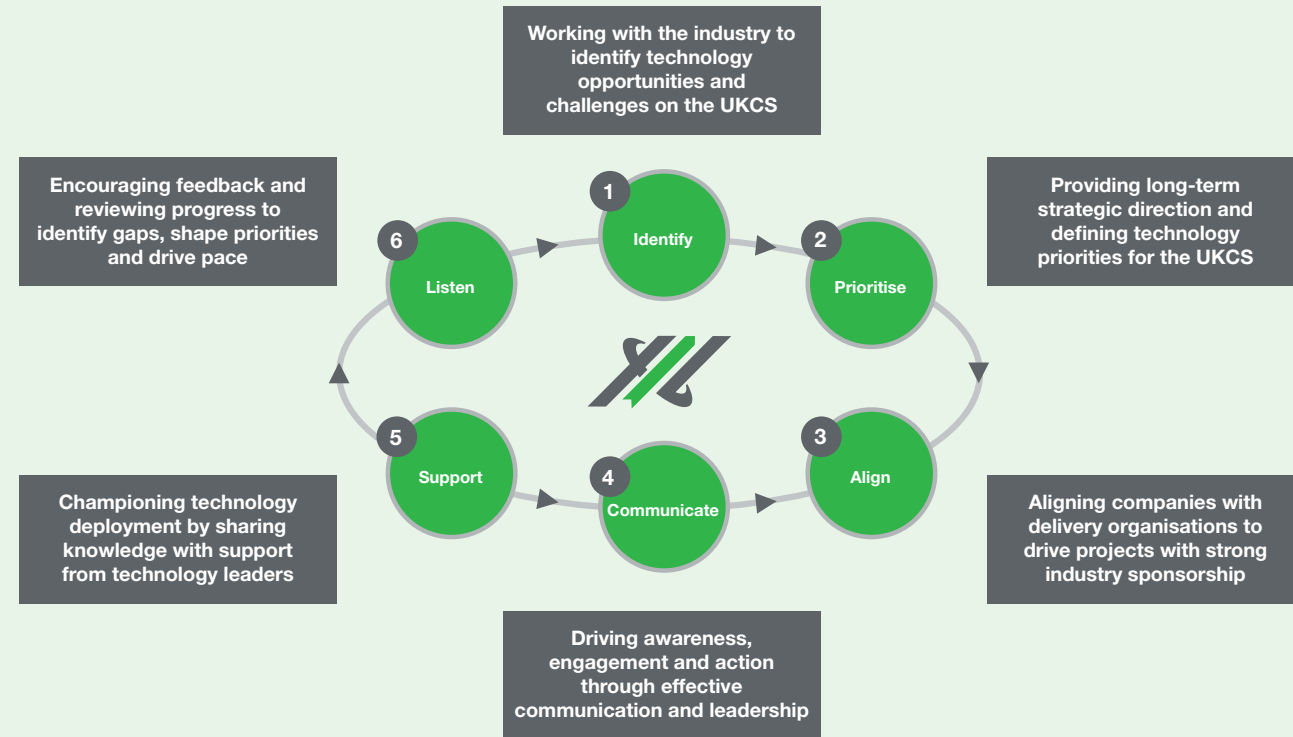 Working with the industry to
identify technology
opportunities and
challenges on the UKCS
1
Identify
2
Prioritise
Providing long-term
strategic direction and
defining technology
priorities for the UKCS
3
Align
Aligning companies with
delivery organisations to
drive projects with strong
industry sponsorship
4
Communicate
Driving awareness,
engagement and action
through effective
communication and leadership
5
Support
Championing technology
deployment by sharing
knowledge with support
from technology leaders
6
Listen
Encouraging feedback and
reviewing progress to
identify gaps, shape priorities
and drive pace